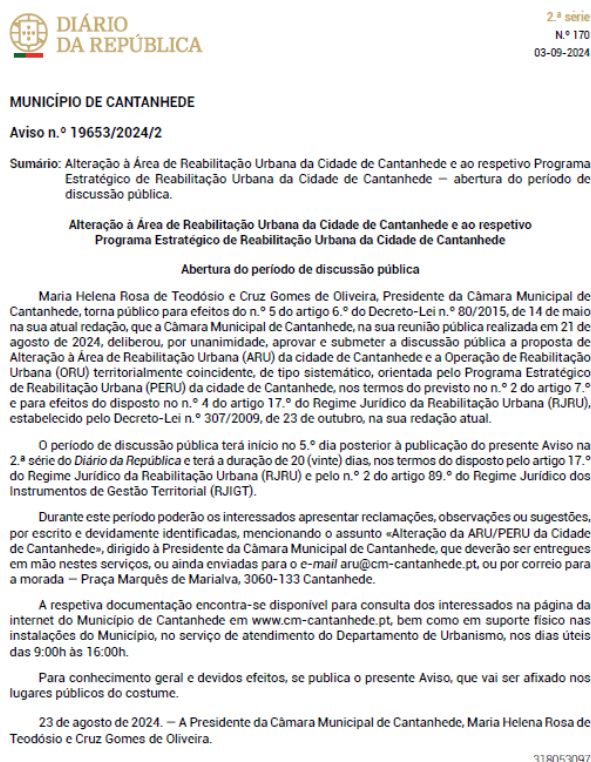 DIÁRIO
DA REPÚBLICA
2.ª série
N.º 170
03-09-2024
MUNICÍPIO DE CANTANHEDE
Aviso n.º 19653/2024/2
Sumário: Alteração à Área de Reabilitação Urbana da Cidade de Cantanhede e ao respetivo Programa
Estratégico de Reabilitação Urbana da Cidade de Cantanhede — abertura do período de
discussão pública.
Alteração à Área de Reabilitação Urbana da Cidade de Cantanhede e ao respetivo
Programa Estratégico de Reabilitação Urbana da Cidade de Cantanhede
Abertura do período de discussão pública
Maria Helena Rosa de Teodósio e Cruz Gomes de Oliveira, Presidente da Câmara Municipal de
Cantanhede, torna público para efeitos do n.º 5 do artigo 6.º do Decreto-Lei n.º 80/2015, de 14 de maio
na sua atual redação, que a Câmara Municipal de Cantanhede, na sua reunião pública realizada em 21 de
agosto de 2024, deliberou, por unanimidade, aprovar e submeter a discussão pública a proposta de
Alteração à Área de Reabilitação Urbana (ARU) da cidade de Cantanhede e a Operação de Reabilitação
Urbana (ORU) territorialmente coincidente, de tipo sistemático, orientada pelo Programa Estratégico
de Reabilitação Urbana (PERU) da cidade de Cantanhede, nos termos do previsto no n.º 2 do artigo 7.º
e para efeitos do disposto no n.º 4 do artigo 17.º do Regime Jurídico da Reabilitação Urbana (RJRU),
estabelecido pelo Decreto-Lei n.º 307/2009, de 23 de outubro, na sua redação atual.
O período de discussão pública terá início no 5.º dia posterior à publicação do presente Aviso na
2.ª série do Diário da República e terá a duração de 20 (vinte) dias, nos termos do disposto pelo artigo 17.º
do Regime Jurídico da Reabilitação Urbana (RJRU) e pelo n.º 2 do artigo 89.º do Regime Jurídico dos
Instrumentos de Gestão Territorial (RJIGT).
Durante este período poderão os interessados apresentar reclamações, observações ou sugestões,
por escrito e devidamente identificadas, mencionando o assunto «Alteração da ARU/PERU da Cidade
de Cantanhede», dirigido à Presidente da Câmara Municipal de Cantanhede, que deverão ser entregues
em mão nestes serviços, ou ainda enviadas para o e-mail aru@cm-cantanhede.pt, ou por correio para
a morada — Praça Marquês de Marialva, 3060-133 Cantanhede.
A respetiva documentação encontra-se disponível para consulta dos interessados na página da
internet do Município de Cantanhede em www.cm-cantanhede.pt, bem como em suporte físico nas
instalações do Município, no serviço de atendimento do Departamento de Urbanismo, nos dias úteis
das 9:00h às 16:00h.
Para conhecimento geral e devidos efeitos, se publica o presente Aviso, que vai ser afixado nos
lugares públicos do costume.
23 de agosto de 2024. — A Presidente da Câmara Municipal de Cantanhede, Maria Helena Rosa de
Teodósio e Cruz Gomes de Oliveira.
318053097